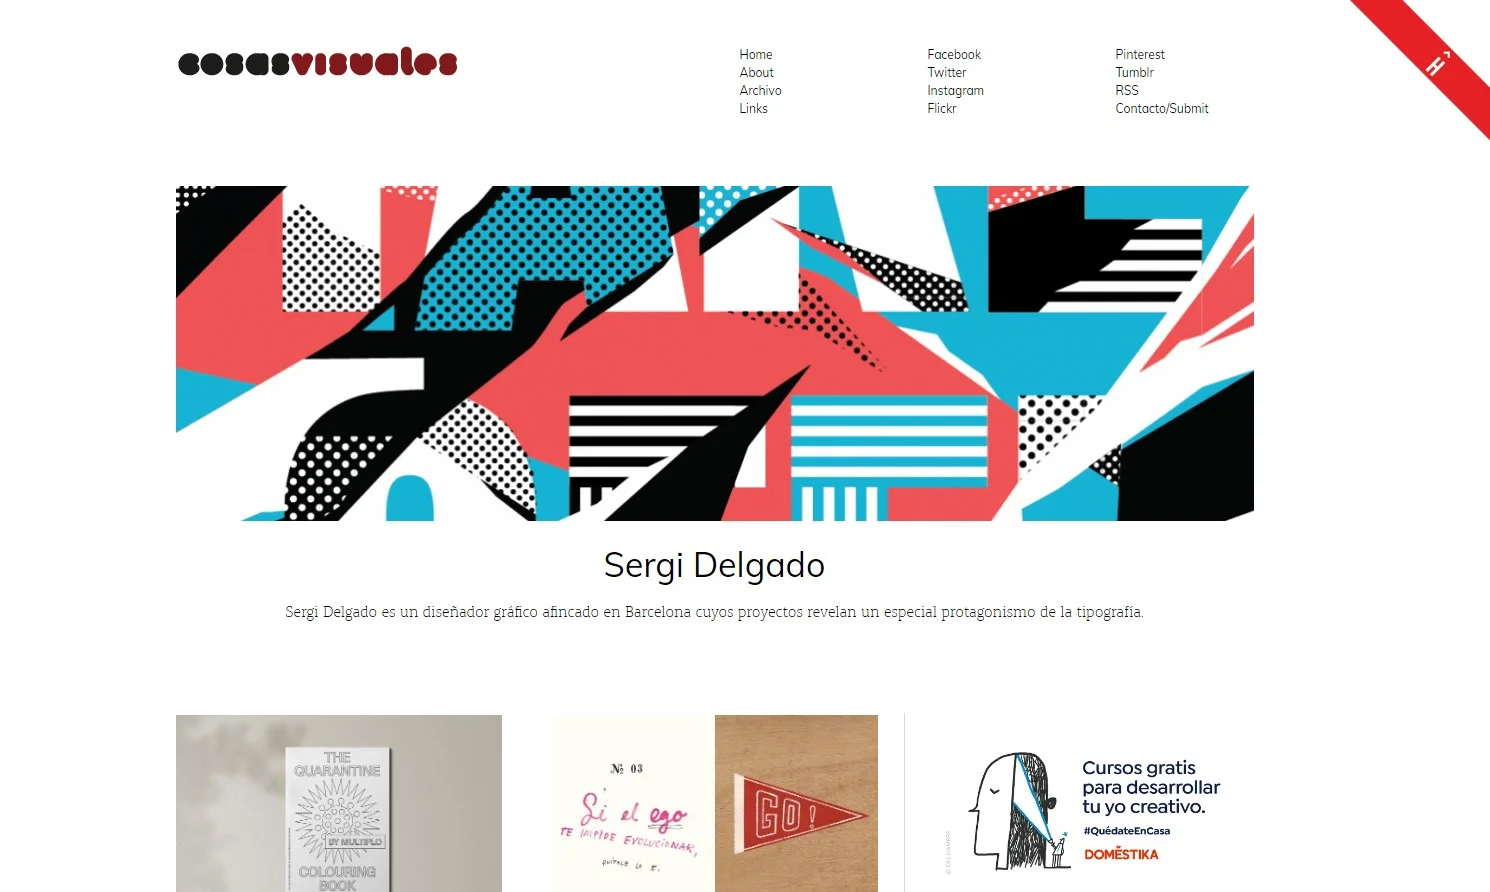 cosasvisuales
Home
About
Archivo
Links
Facebook
Twitter
Instagram
Flickr
Pinterest
Tumblr
RSS
Contacto/Submit
H^
Sergi Delgado
Sergi Delgado es un diseñador gráfico afincado en Barcelona cuyos proyectos revelan un especial protagonismo de la tipografía.
THE
QUARANTINE
BY MULTIPLO
COLOURING
BOOK
№ 03
Si el ego
TE IMPIDE EVOLUCIONAR,
QUÍTALE LA E.
GO!
Cursos gratis
para desarrollar
tu yo creativo.
#QuédateEnCasa
DOMĚSTIKA
© DEL HAMBRE